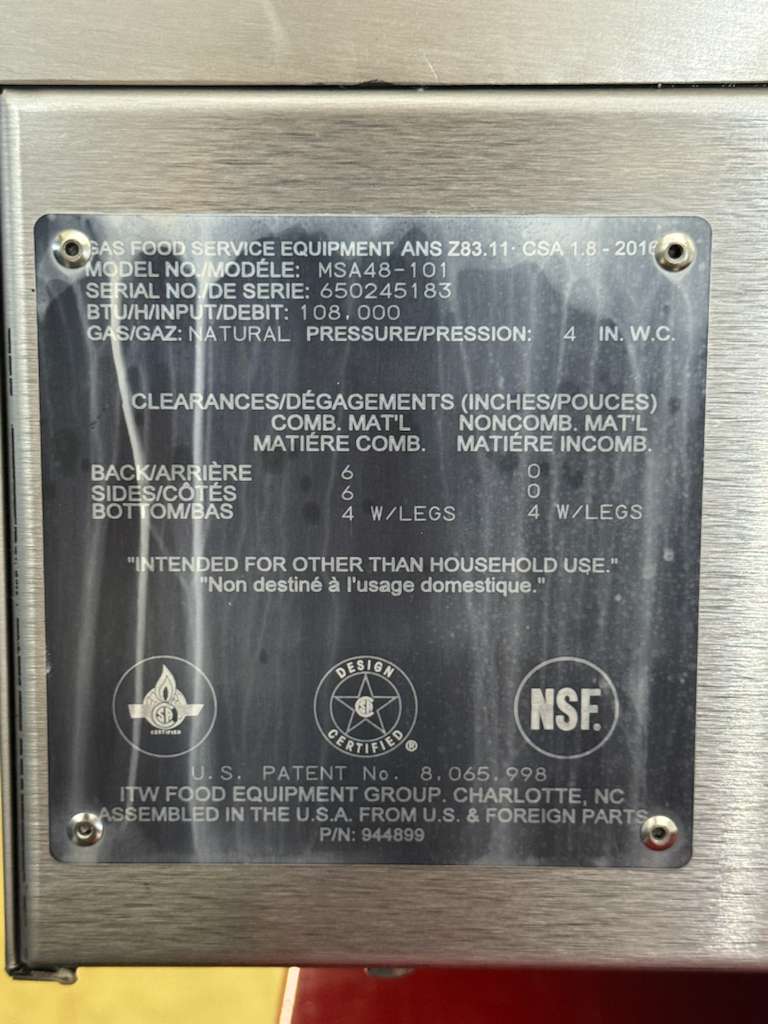 GAS FOOD SERVICE EQUIPMENT ANS Z83.11· CSA 1.8 - 2016
MODEL NO./MODÉLE: MSA48-101
SERIAL NO./DE SERIE: 650245183
BTU/H/INPUT/DEBIT: 108,000
GAS/GAZ: NATURAL PRESSURE/PRESSION: 4 IN. W.C.
CLEARANCES/DÉGAGEMENTS (INCHES/POUCES)
COMB. MAT'L NONCOMB. MAT'L
MATIÉRE COMB. MATIÉRE INCOMB.
BACK/ARRIÈRE 6 0
SIDES/CÔTÉS 6 0
BOTTOM/BAS 4 W/LEGS 4 W/LEGS
"INTENDED FOR OTHER THAN HOUSEHOLD USE."
"Non destiné à l'usage domestique."
CERTIFIED
DESIGN
CERTIFIED ®
NSF.
U.S. PATENT No. 8,065,998
ITW FOOD EQUIPMENT GROUP. CHARLOTTE, NC
ASSEMBLED IN THE U.S.A. FROM U.S. & FOREIGN PARTS
P/N: 944899